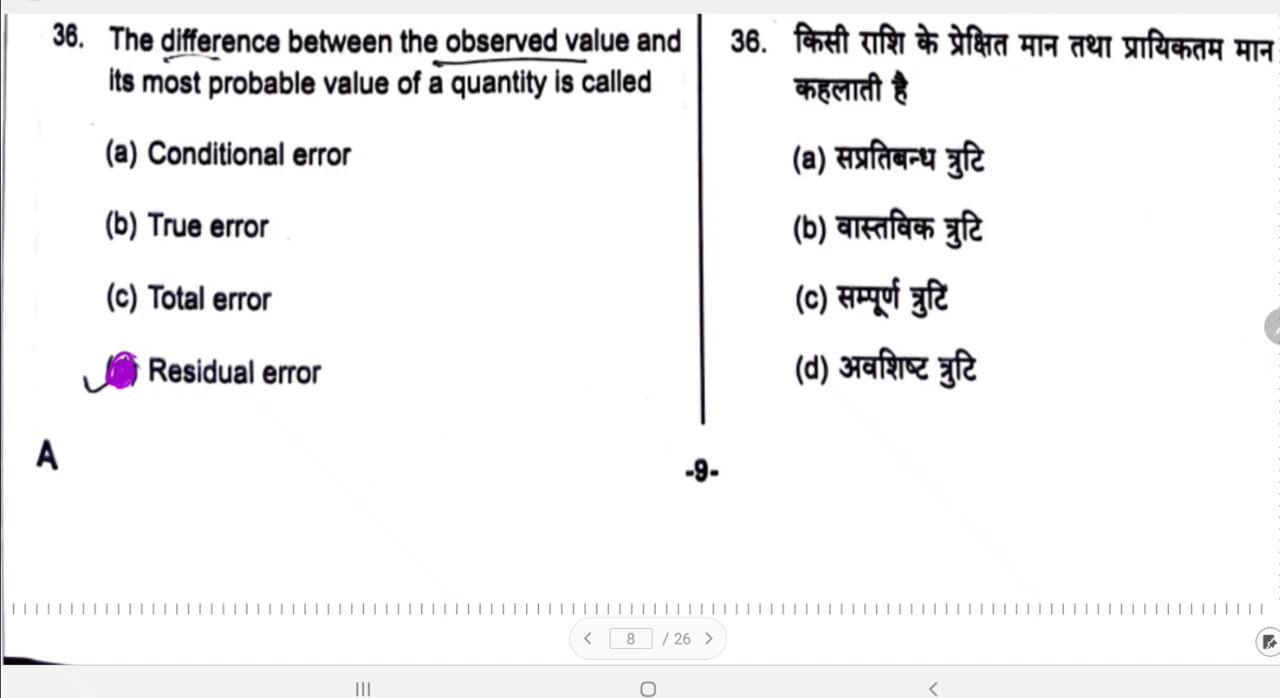 36. The difference between the observed value and
its most probable value of a quantity is called
(a) Conditional error
(b) True error
(c) Total error
Residual error
A
36. किसी राशि के प्रेक्षित मान तथा प्रायिकतम मान
कहलाती है
(a) सप्रतिबन्ध त्रुटि
(b) वास्तविक त्रुटि
(c) सम्पूर्ण त्रुटि
(d) अवशिष्ट त्रुटि
-9-
8 / 26